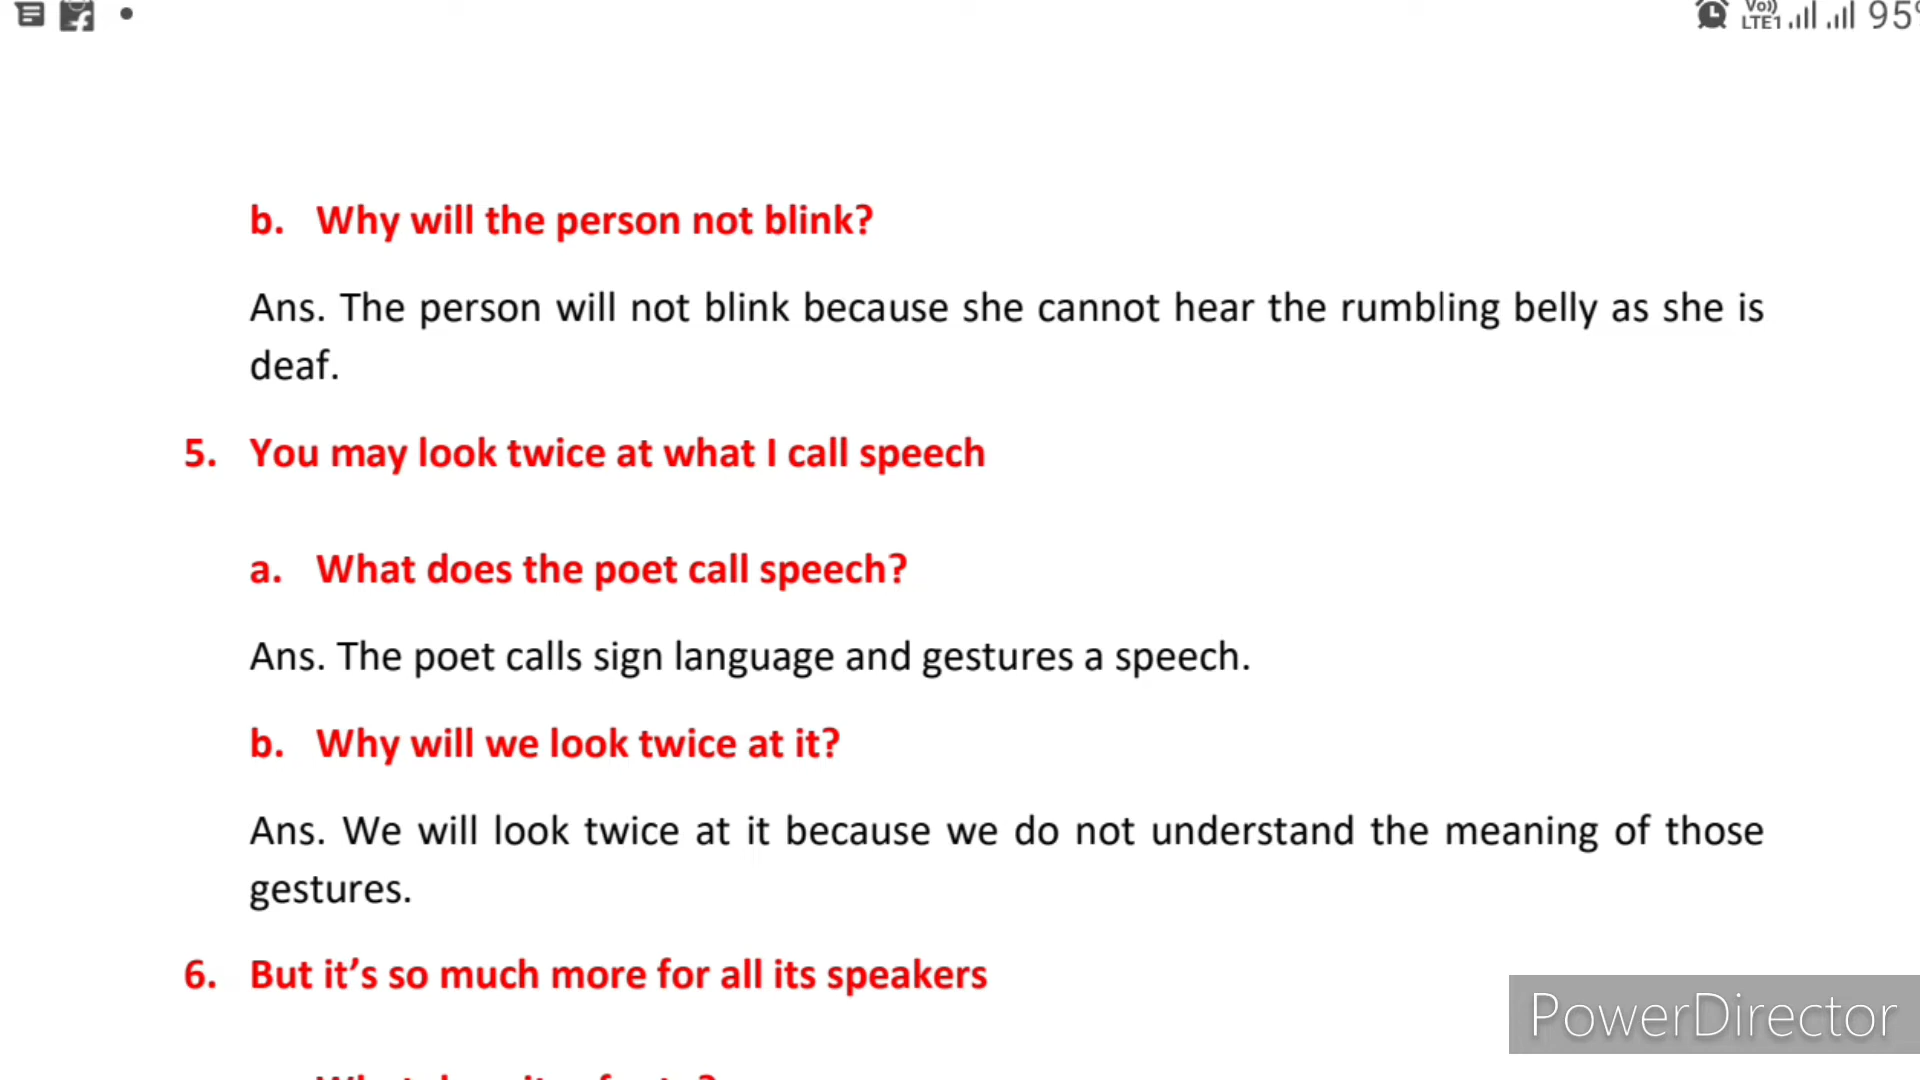 Vo))
LTE1 95
b. Why will the person not blink?
Ans. The person will not blink because she cannot hear the rumbling belly as she is
deaf.
5. You may look twice at what I call speech
a. What does the poet call speech?
Ans. The poet calls sign language and gestures a speech.
b. Why will we look twice at it?
Ans. We will look twice at it because we do not understand the meaning of those
gestures.
6. But it's so much more for all its speakers
PowerDirector